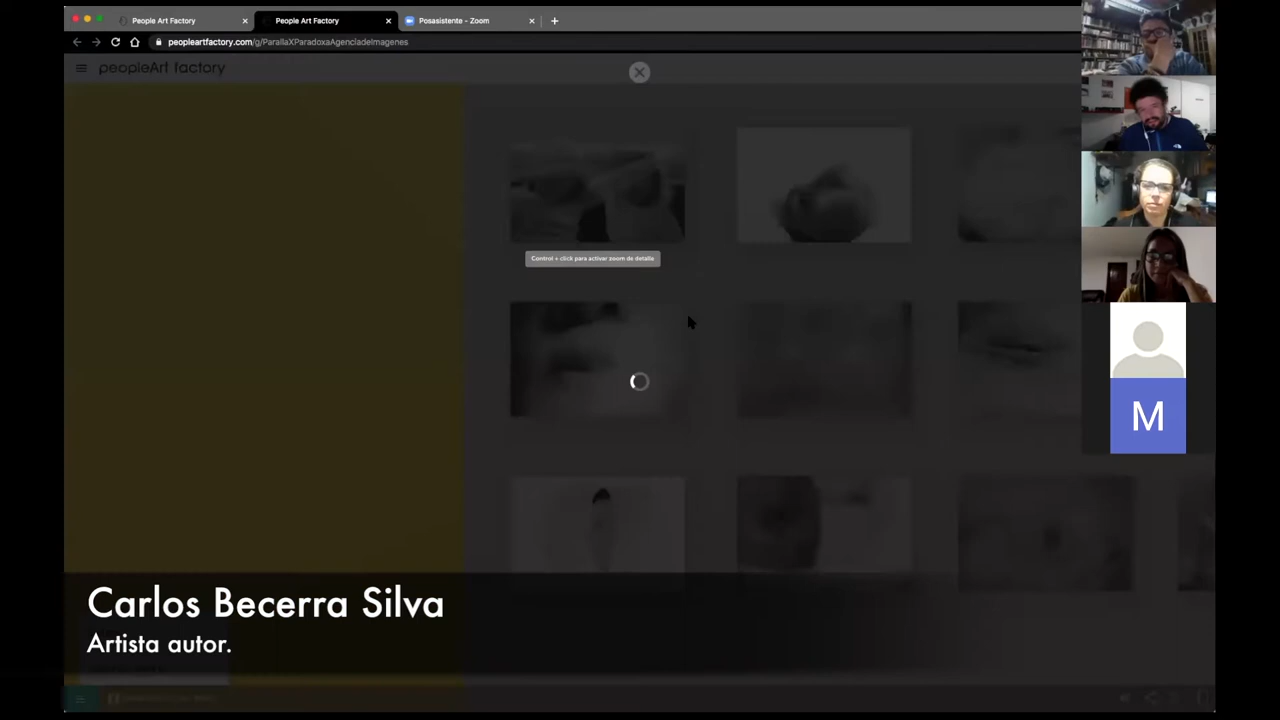 People Art Factory
People Art Factory
Posasistente - Zoom
peopleartfactory.com/g/ParallaXParadoxaAgenciadeImagenes
peopleArt factory
Control + click para activar zoom de detalle
M
Carlos Becerra Silva
Artista autor.